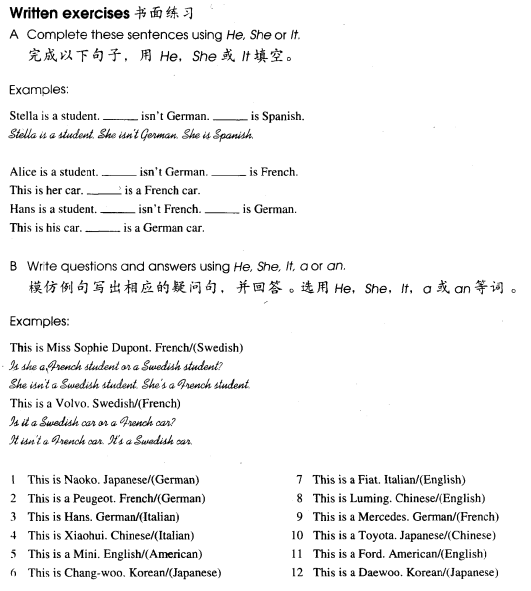 Written exercises 书面练习
A Complete these sentences using He, She or It.
完成以下句子，用 He, She 或 It 填空。
Examples:
Stella is a student. ______ isn't German. ______ is Spanish.
Stella is a student. She isn't German. She is Spanish.
Alice is a student. ______ isn't German. ______ is French.
This is her car. ______ is a French car.
Hans is a student. ______ isn't French. ______ is German.
This is his car. ______ is a German car.
B Write questions and answers using He, She, It, a or an.
模仿例句写出相应的疑问句，并回答。选用 He, She, It, a 或 an 等词。
Examples:
This is Miss Sophie Dupont. French/(Swedish)
Is she a French student or a Swedish student?
She isn't a Swedish student. She's a French student.
This is a Volvo. Swedish/(French)
Is it a Swedish car or a French car?
It isn't a French car. It's a Swedish car.
1 This is Naoko. Japanese/(German)
2 This is a Peugeot. French/(German)
3 This is Hans. German/(Italian)
4 This is Xiaohui. Chinese/(Italian)
5 This is a Mini. English/(American)
6 This is Chang-woo. Korean/(Japanese)
7 This is a Fiat. Italian/(English)
8 This is Luming. Chinese/(English)
9 This is a Mercedes. German/(French)
10 This is a Toyota. Japanese/(Chinese)
11 This is a Ford. American/(English)
12 This is a Daewoo. Korean/(Japanese)